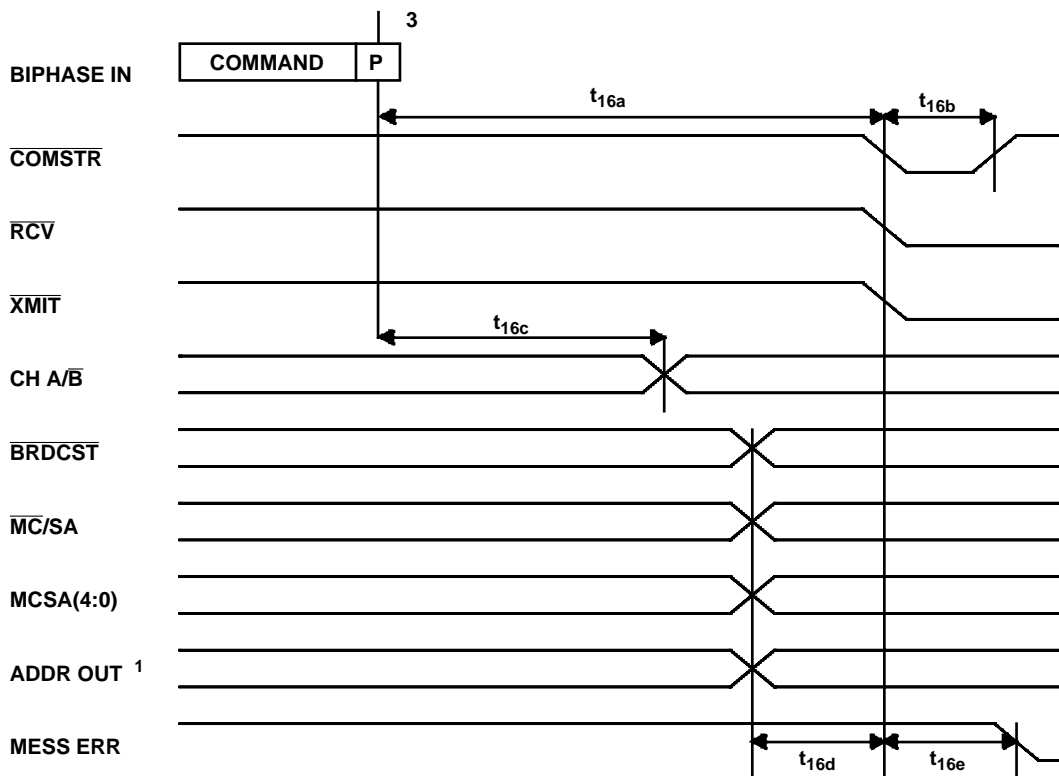 3
BIPHASE IN COMMAND P
t16a t16b
COMSTR
RCV
XMIT
t16c
CH A/B
BRDCST
MC/SA
MCSA(4:0)
ADDR OUT 1
MESS ERR
t16d t16e